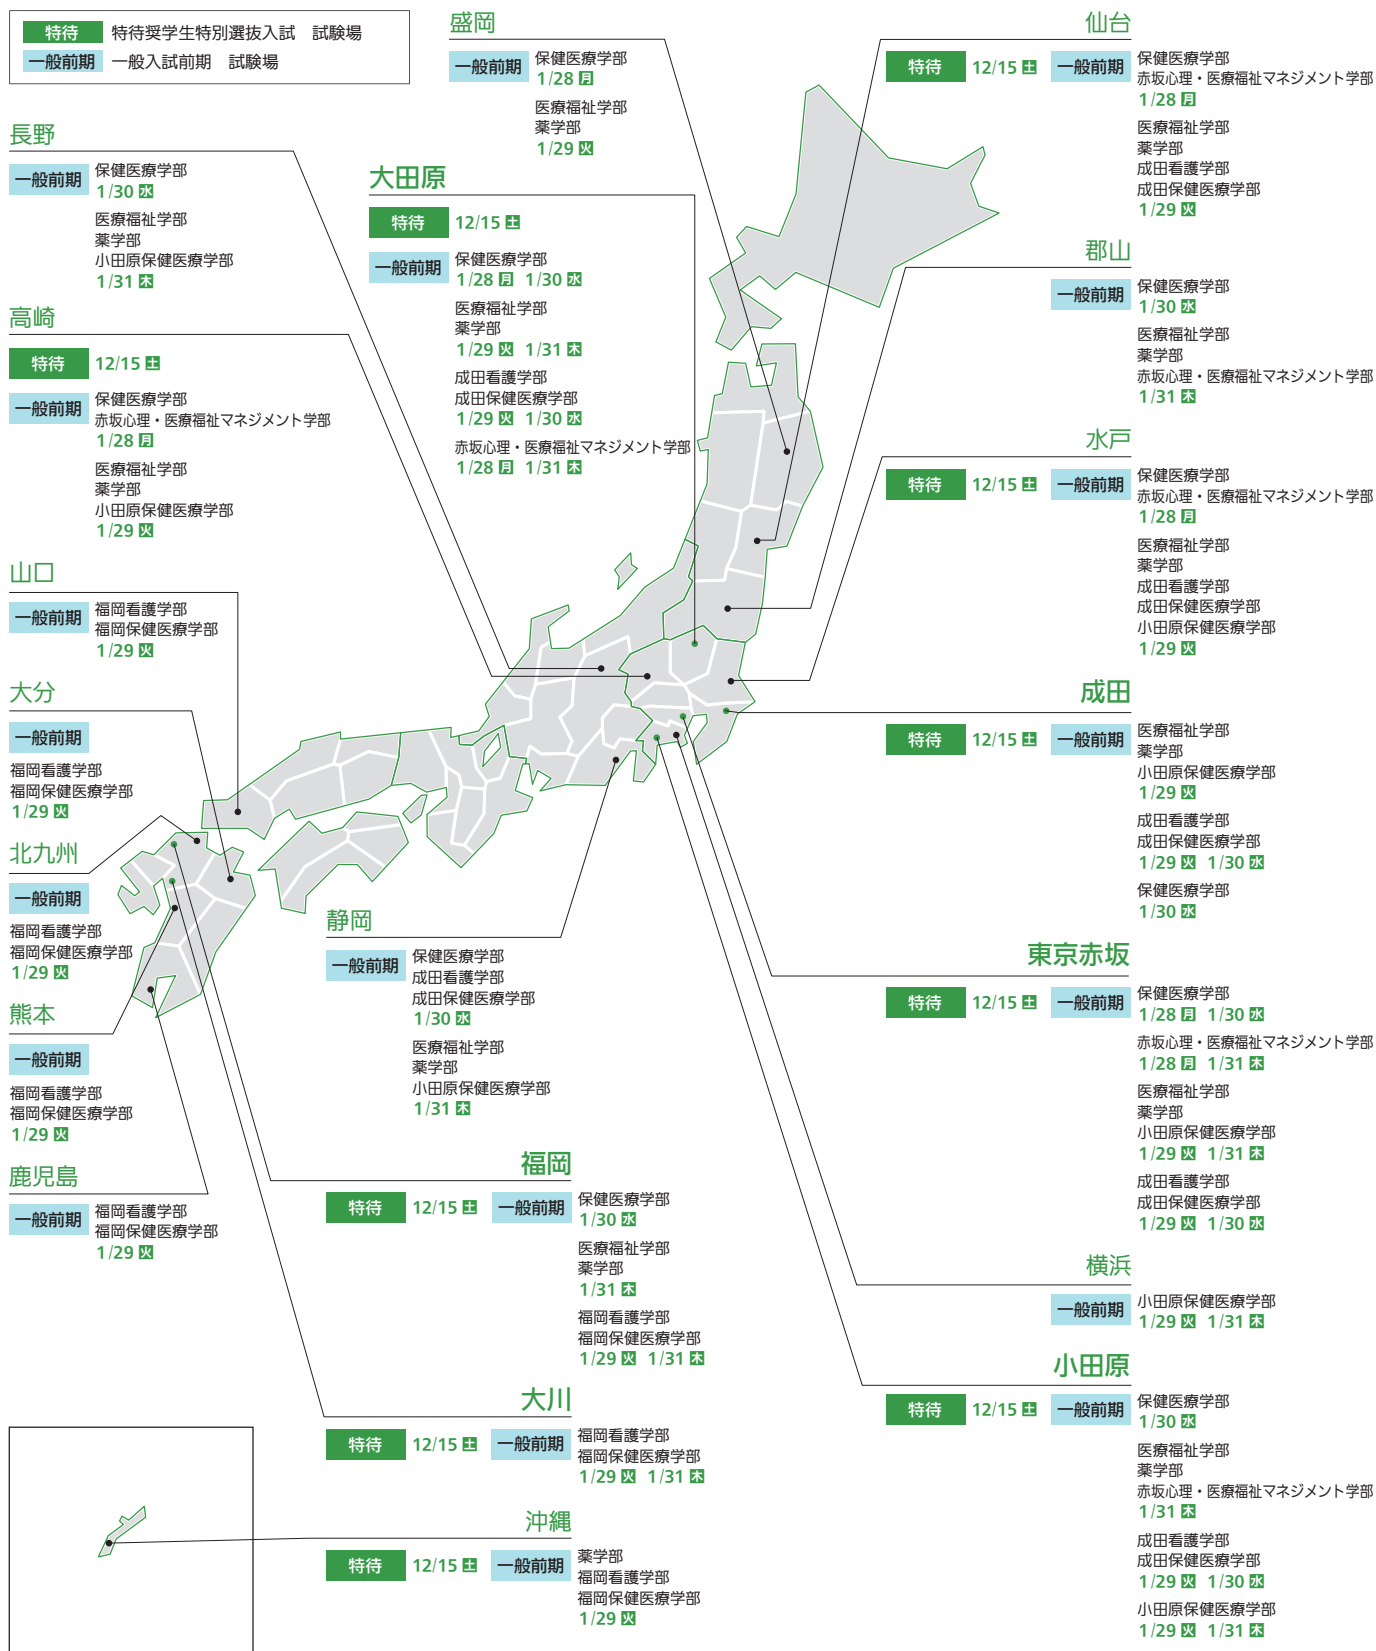 特待 特待奨学生特別選抜入試 試験場
一般前期 一般入試前期 試験場
長野
一般前期 保健医療学部
1/30 水
医療福祉学部
薬学部
小田原保健医療学部
1/31 木
高崎
特待 12/15 土
一般前期 保健医療学部
赤坂心理・医療福祉マネジメント学部
1/28 月
医療福祉学部
薬学部
小田原保健医療学部
1/29 火
山口
一般前期 福岡看護学部
福岡保健医療学部
1/29 火
大分
一般前期
福岡看護学部
福岡保健医療学部
1/29 火
北九州
一般前期
福岡看護学部
福岡保健医療学部
1/29 火
熊本
一般前期
福岡看護学部
福岡保健医療学部
1/29 火
鹿児島
一般前期 福岡看護学部
福岡保健医療学部
1/29 火
盛岡
一般前期 保健医療学部
1/28 月
医療福祉学部
薬学部
1/29 火
大田原
特待 12/15 土
一般前期 保健医療学部
1/28 月 1/30 水
医療福祉学部
薬学部
1/29 火 1/31 木
成田看護学部
成田保健医療学部
1/29 火 1/30 水
赤坂心理・医療福祉マネジメント学部
1/28 月 1/31 木
静岡
一般前期 保健医療学部
成田看護学部
成田保健医療学部
1/30 水
医療福祉学部
薬学部
小田原保健医療学部
1/31 木
福岡
特待 12/15 土 一般前期 保健医療学部
1/30 水
医療福祉学部
薬学部
1/31 木
福岡看護学部
福岡保健医療学部
1/29 火 1/31 木
大川
特待 12/15 土 一般前期 福岡看護学部
福岡保健医療学部
1/29 火 1/31 木
沖縄
特待 12/15 土 一般前期 薬学部
福岡看護学部
福岡保健医療学部
1/29 火
仙台
特待 12/15 土 一般前期 保健医療学部
赤坂心理・医療福祉マネジメント学部
1/28 月
医療福祉学部
薬学部
成田看護学部
成田保健医療学部
1/29 火
郡山
一般前期 保健医療学部
1/30 水
医療福祉学部
薬学部
赤坂心理・医療福祉マネジメント学部
1/31 木
水戸
特待 12/15 土 一般前期 保健医療学部
赤坂心理・医療福祉マネジメント学部
1/28 月
医療福祉学部
薬学部
成田看護学部
成田保健医療学部
小田原保健医療学部
1/29 火
成田
特待 12/15 土 一般前期 医療福祉学部
薬学部
小田原保健医療学部
1/29 火
成田看護学部
成田保健医療学部
1/29 火 1/30 水
保健医療学部
1/30 水
東京赤坂
特待 12/15 土 一般前期 保健医療学部
1/28 月 1/30 水
赤坂心理・医療福祉マネジメント学部
1/28 月 1/31 木
医療福祉学部
薬学部
小田原保健医療学部
1/29 火 1/31 木
成田看護学部
成田保健医療学部
1/29 火 1/30 水
横浜
一般前期 小田原保健医療学部
1/29 火 1/31 木
小田原
特待 12/15 土 一般前期 保健医療学部
1/30 水
医療福祉学部
薬学部
赤坂心理・医療福祉マネジメント学部
1/31 木
成田看護学部
成田保健医療学部
1/29 火 1/30 水
小田原保健医療学部
1/29 火 1/31 木